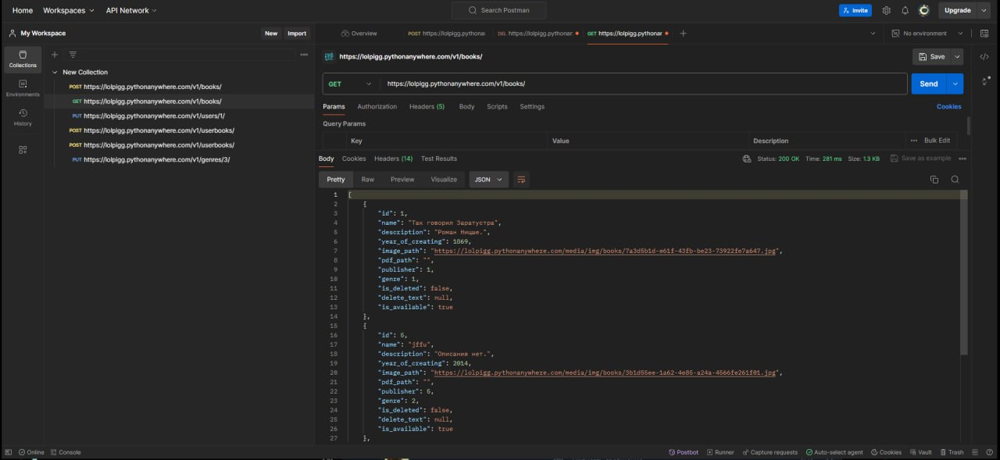 Home Workspaces API Network Search Postman Invite Upgrade
My Workspace New Import Overview POST https://lolpigg.pythona DEL https://lolpigg.pythonar. GET https://lolpigg.pythonar No environment
Collections
Environments
History
New Collection
POST https://lolpigg.pythonanywhere.com/v1/books/
GET https://lolpigg.pythonanywhere.com/v1/books/
PUT https://lolpigg.pythonanywhere.com/v1/users/1/
POST https://lolpigg.pythonanywhere.com/v1/userbooks/
POST https://lolpigg.pythonanywhere.com/v1/userbooks/
PUT https://lolpigg.pythonanywhere.com/v1/genres/3/
HTTP https://lolpigg.pythonanywhere.com/v1/books/ Save
GET https://lolpigg.pythonanywhere.com/v1/books/ Send
Params Authorization Headers (5) Body Scripts Settings Cookies
Query Params
Key Value Description Bulk Edit
Body Cookies Headers (14) Test Results Status: 200 OK Time: 281 ms Size: 1.3 KB Save as example
Pretty Raw Preview Visualize JSON
1 [
2 {
3 "id": 1,
4 "name": "Так говорил Заратустра",
5 "description": "Роман Ницше.",
6 "year_of_creating": 1869,
7 "image_path": "https://lolpigg.pythonanywhere.com/media/img/books/7a3d5b1d-e61f-43fb-be23-73922fe7a647.jpg",
8 "pdf_path": "",
9 "publisher": 1,
10 "genre": 1,
11 "is_deleted": false,
12 "delete_text": null,
13 "is_available": true
14 },
15 {
16 "id": 5,
17 "name": "jffu",
18 "description": "Описания нет.",
19 "year_of_creating": 2014,
20 "image_path": "https://lolpigg.pythonanywhere.com/media/img/books/3b1d55ee-1a62-4e85-a24a-4566fe261f01.jpg",
21 "pdf_path": "",
22 "publisher": 5,
23 "genre": 2,
24 "is_deleted": false,
25 "delete_text": null,
26 "is_available": true
27 },
Online Console Postbot Runner Capture requests Auto-select agent Cookies Vault Trash